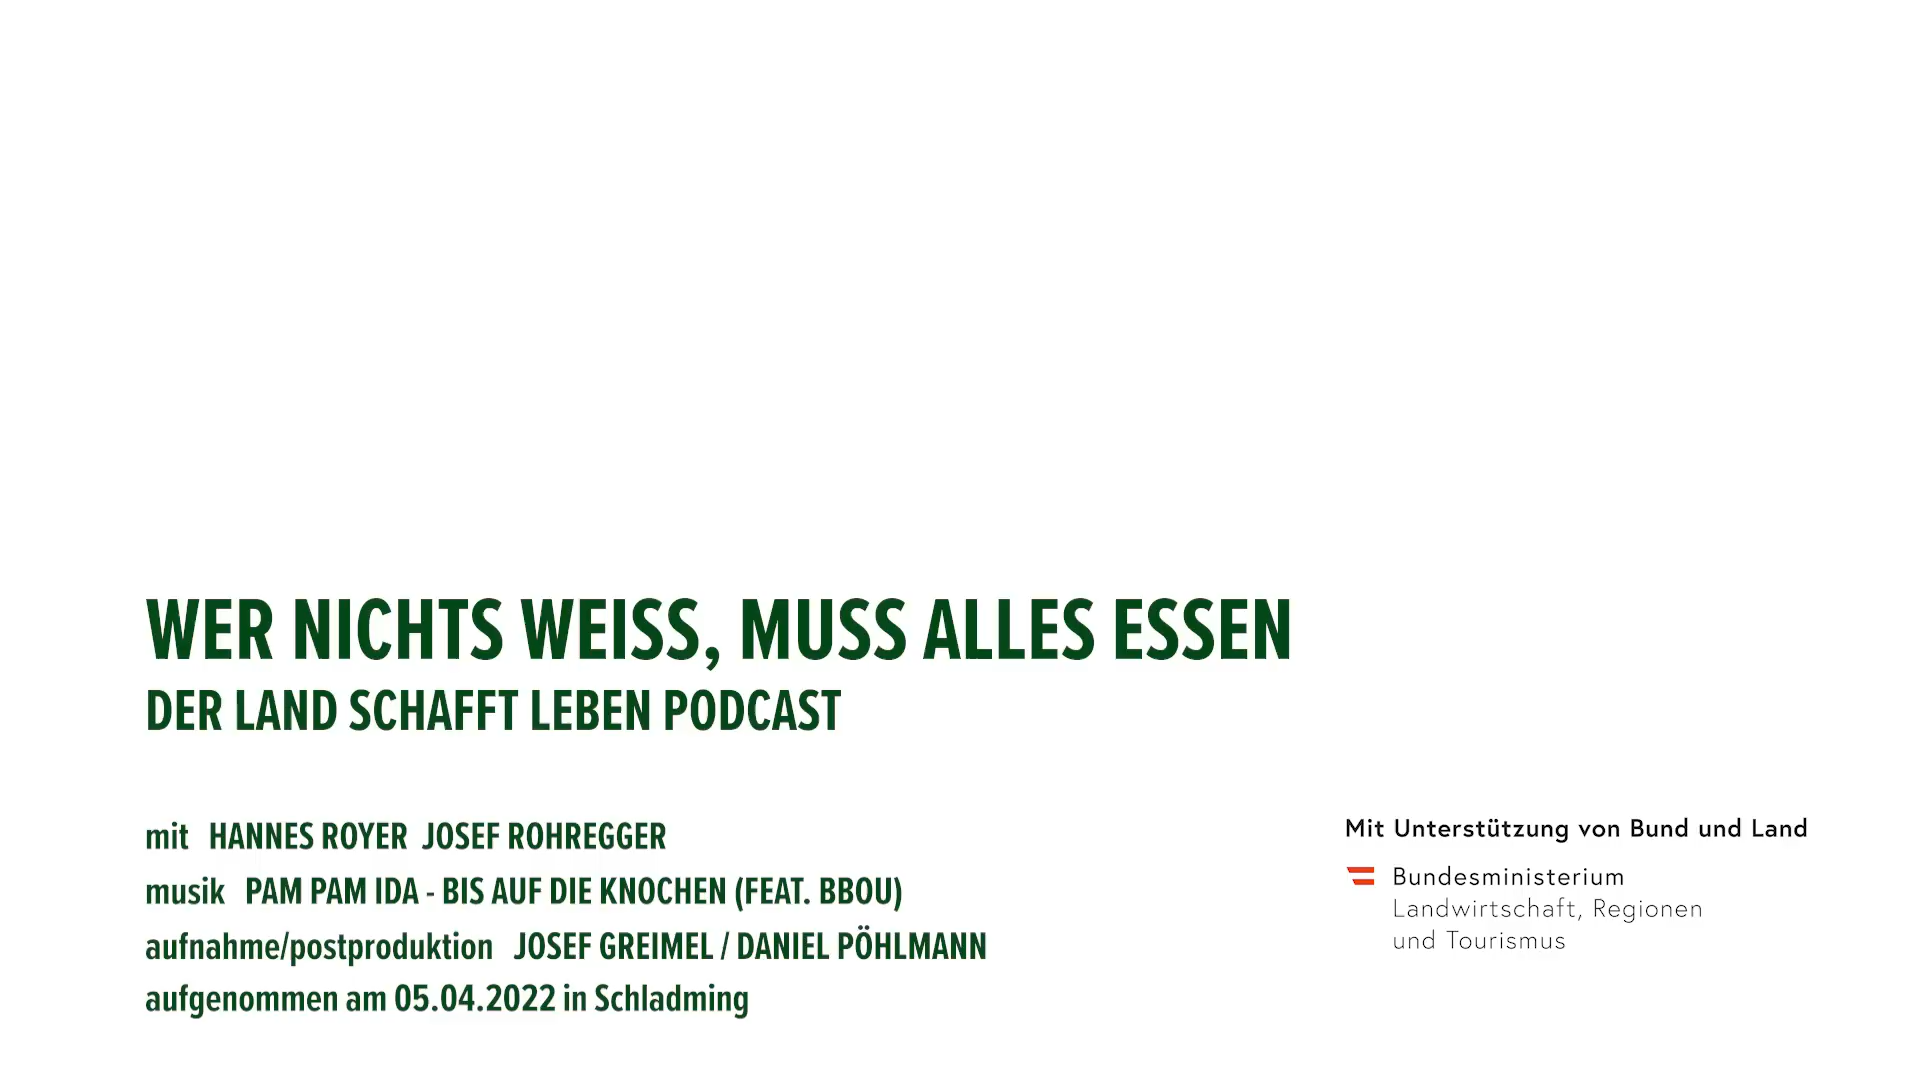 WER NICHTS WEISS, MUSS ALLES ESSEN
DER LAND SCHAFFT LEBEN PODCAST
mit HANNES ROYER JOSEF ROHREGGER
musik PAM PAM IDA - BIS AUF DIE KNOCHEN (FEAT. BBOU)
aufnahme/postproduktion JOSEF GREIMEL / DANIEL PÖHLMANN
aufgenommen am 05.04.2022 in Schladming
Mit Unterstützung von Bund und Land
Bundesministerium
Landwirtschaft, Regionen
und Tourismus